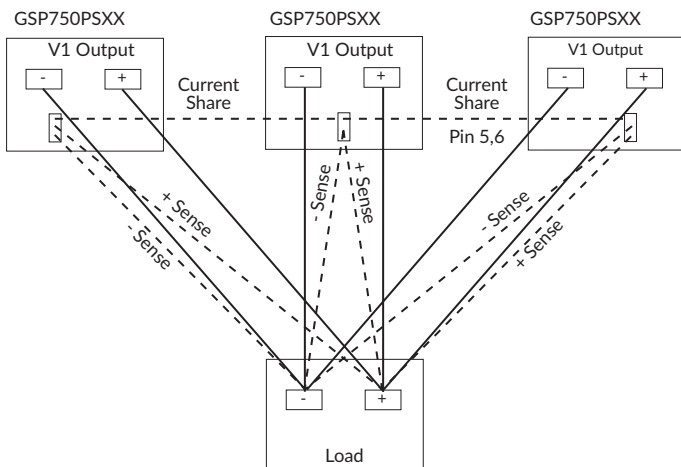 GSP750PSXX
GSP750PSXX
GSP750PSXX
V1 Output
- +
V1 Output
- +
V1 Output
- +
Current
Share
Current
Share
Pin 5,6
+ Sense
- Sense
- Sense
+ Sense
- Sense
+ Sense
- +
Load